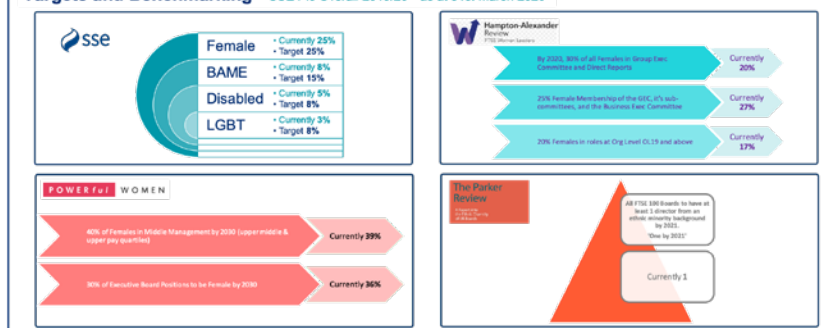 Targets and Benchmarking
sse
Female
• Currently 25%
• Target 25%
BAME
• Currently 8%
• Target 15%
Disabled
• Currently 5%
• Target 8%
LGBT
• Currently 3%
• Target 8%
Hampton-Alexander
Review
FTSE Women Leaders
By 2020, 30% of all Females in Group Exec
Committee and Direct Reports
Currently
20%
25% Female Membership of the GEC, it's sub-
committees, and the Business Exec Committee
Currently
27%
20% Females in roles at Org Level OL19 and above
Currently
17%
POWERful WOMEN
40% of Females in Middle Management by 2030 (upper middle &
upper pay quartiles)
Currently 39%
30% of Executive Board Positions to be Female by 2030
Currently 36%
The Parker
Review
All FTSE 100 Boards to have at
least 1 director from an
ethnic minority background
by 2021.
'One by 2021'
Currently 1